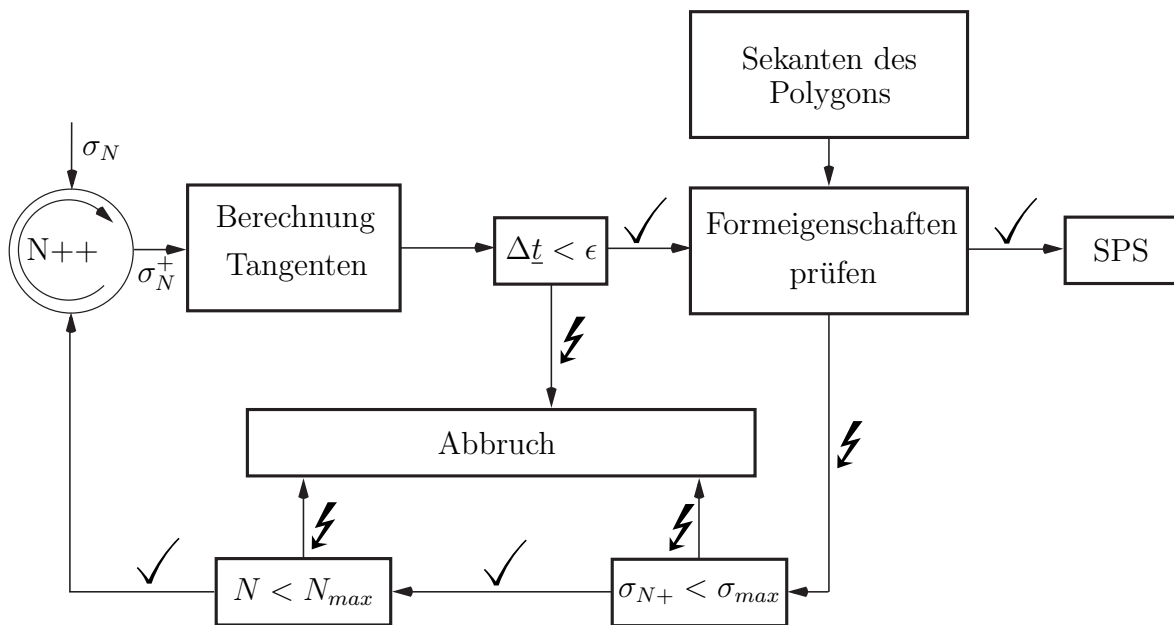 Sekanten des
Polygons
σ_N
N++
σ_N^+
Berechnung
Tangenten
Δt < ϵ
Formeigenschaften
prüfen
SPS
Abbruch
N < N_max
σ_N+ < σ_max